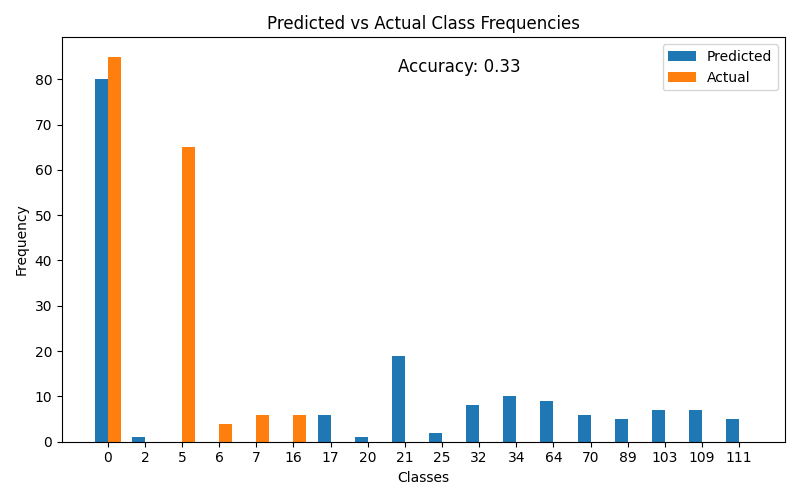 Predicted vs Actual Class Frequencies
Accuracy: 0.33
Predicted
Actual
Frequency
80
70
60
50
40
30
20
10
0
0 2 5 6 7 16 17 20 21 25 32 34 64 70 89 103 109 111
Classes